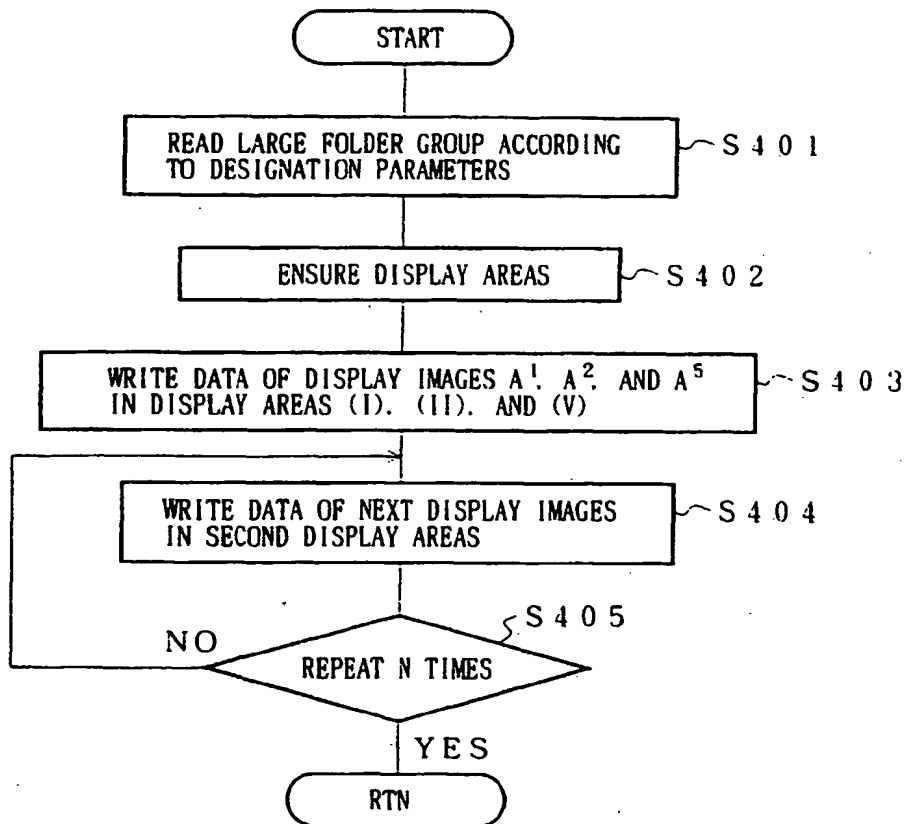 START
READ LARGE FOLDER GROUP ACCORDING
TO DESIGNATION PARAMETERS
S401
ENSURE DISPLAY AREAS
S402
WRITE DATA OF DISPLAY IMAGES A¹, A², AND A⁵
IN DISPLAY AREAS (I), (II), AND (V)
S403
WRITE DATA OF NEXT DISPLAY IMAGES
IN SECOND DISPLAY AREAS
S404
S405
NO
REPEAT N TIMES
YES
RTN